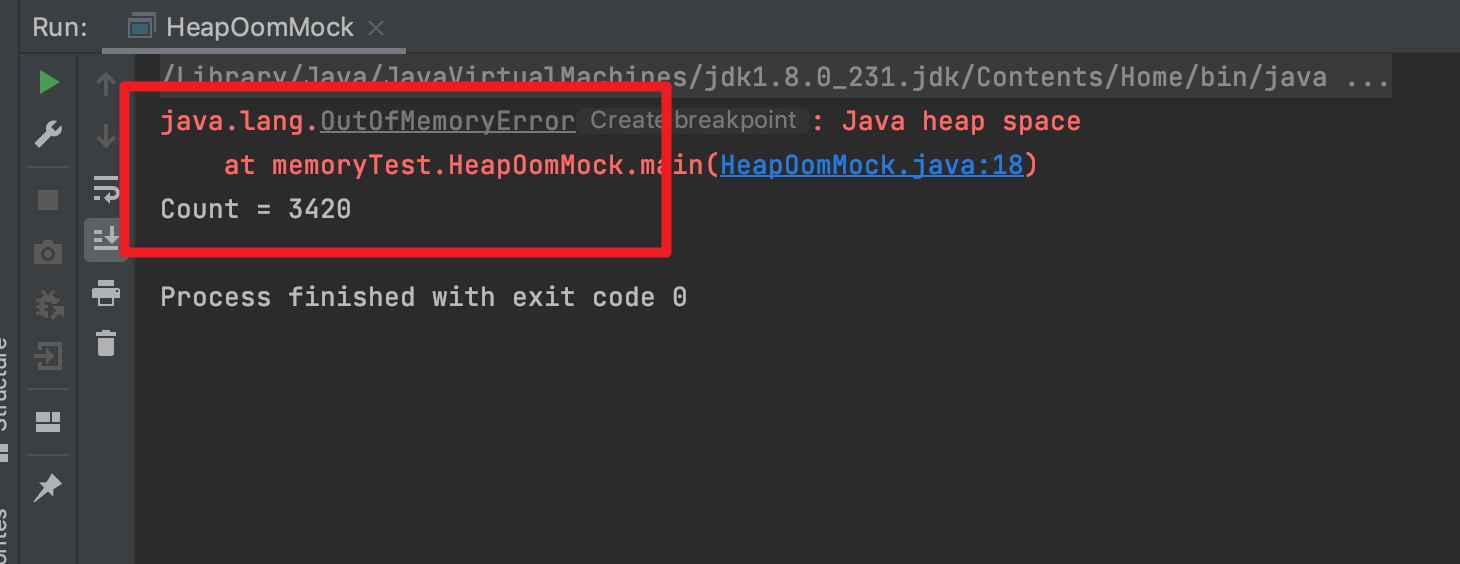 Run: HeapOomMock
/Library/Java/JavaVirtualMachines/jdk1.8.0_231.jdk/Contents/Home/bin/java ...
java.lang.OutOfMemoryError Create breakpoint : Java heap space
    at memoryTest.HeapOomMock.main(HeapOomMock.java:18)
Count = 3420
Process finished with exit code 0
Structure